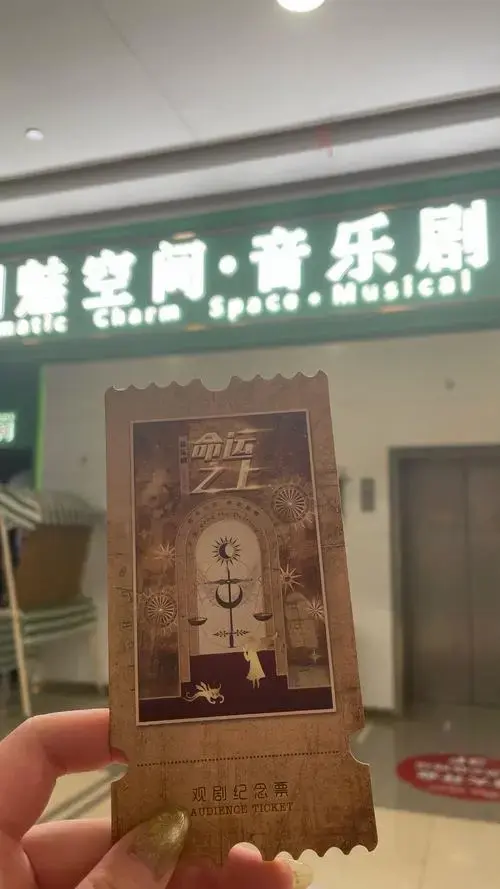 魅空间·音乐剧
matic Charm Space·Musical
命运
之上
观剧纪念票
AUDIENCE TICKET